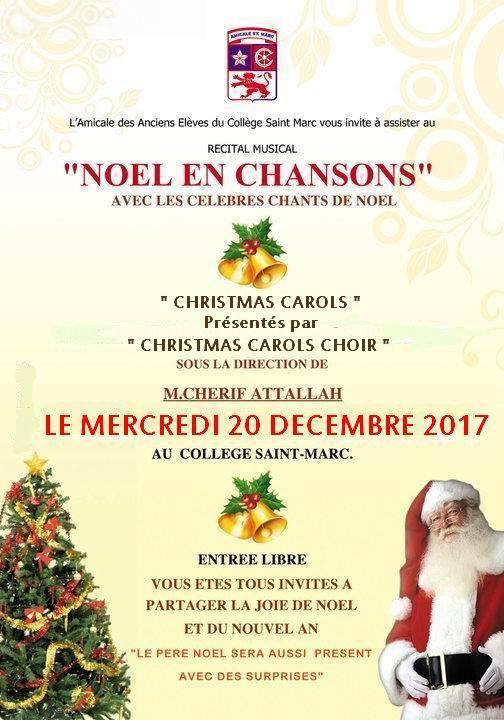 AMICALE ST. MARC
L'Amicale des Anciens Elèves du Collège Saint Marc vous invite à assister au
RECITAL MUSICAL
"NOEL EN CHANSONS"
AVEC LES CELEBRES CHANTS DE NOEL
" CHRISTMAS CAROLS "
Présentés par
" CHRISTMAS CAROLS CHOIR "
SOUS LA DIRECTION DE
M.CHERIF ATTALLAH
LE MERCREDI 20 DECEMBRE 2017
AU COLLEGE SAINT-MARC.
ENTREE LIBRE
VOUS ETES TOUS INVITES A
PARTAGER LA JOIE DE NOEL
ET DU NOUVEL AN
"LE PERE NOEL SERA AUSSI PRESENT
AVEC DES SURPRISES"